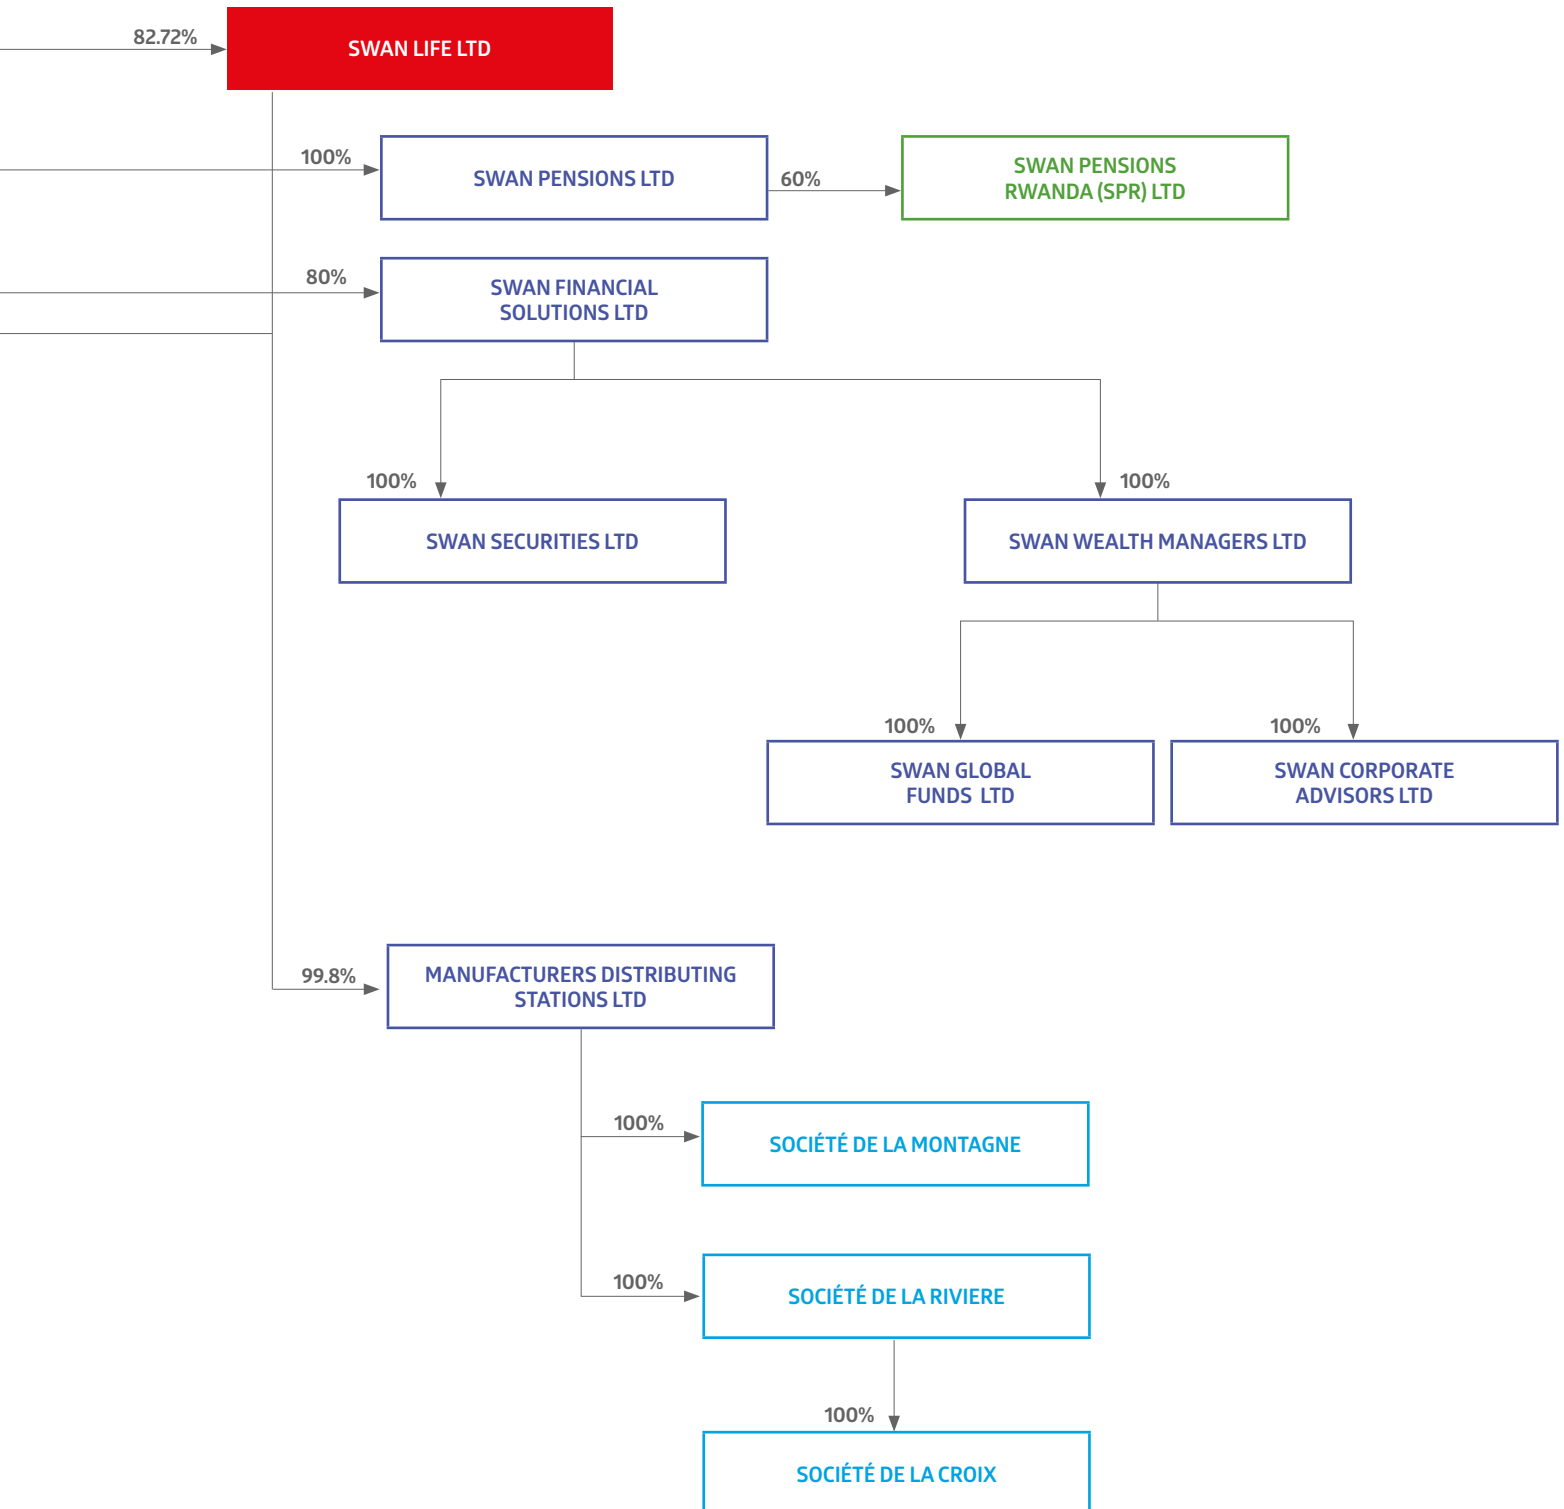 82.72%
SWAN LIFE LTD
100%
SWAN PENSIONS LTD
60%
SWAN PENSIONS
RWANDA (SPR) LTD
80%
SWAN FINANCIAL
SOLUTIONS LTD
100%
100%
SWAN SECURITIES LTD
SWAN WEALTH MANAGERS LTD
100%
100%
SWAN GLOBAL
FUNDS LTD
SWAN CORPORATE
ADVISORS LTD
99.8%
MANUFACTURERS DISTRIBUTING
STATIONS LTD
100%
SOCIÉTÉ DE LA MONTAGNE
100%
SOCIÉTÉ DE LA RIVIERE
100%
SOCIÉTÉ DE LA CROIX